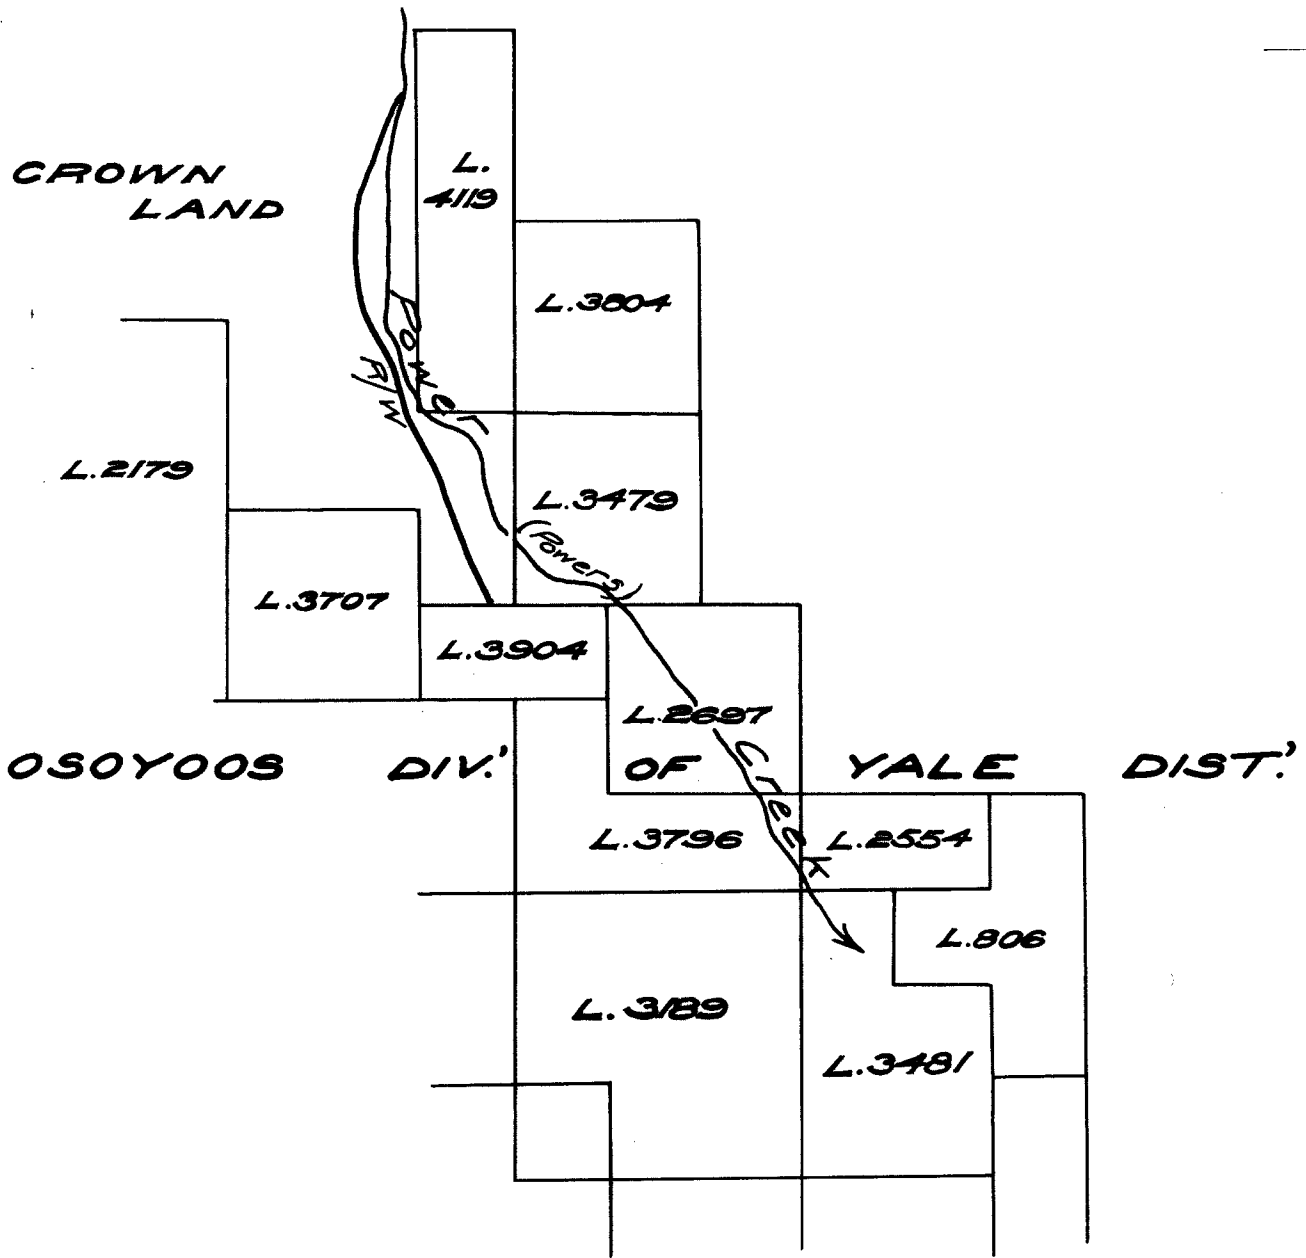 CROWN
LAND
L.
4119
L.3804
Power
R/W
L.2179
L.3479
(Powers)
L.3707
L.3904
L.2697
Creek
OSOYOOS DIV.' OF YALE DIST.'
L.3796
L.2554
L.806
L.3189
L.3481